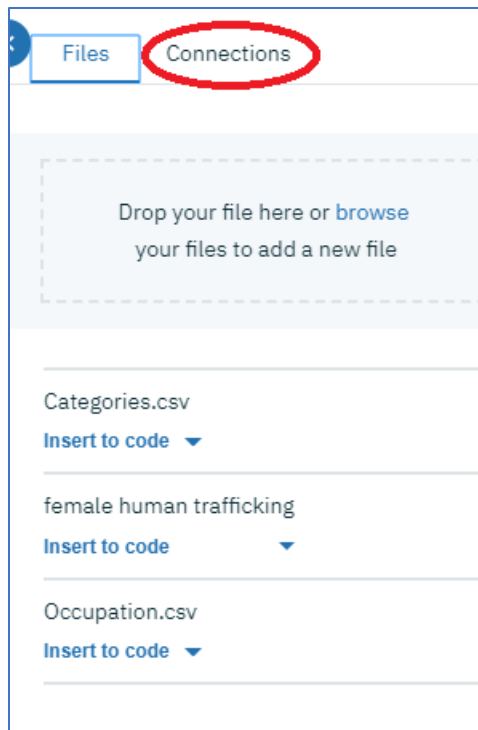 Files Connections
Drop your file here or browse
your files to add a new file
Categories.csv
Insert to code
female human trafficking
Insert to code
Occupation.csv
Insert to code